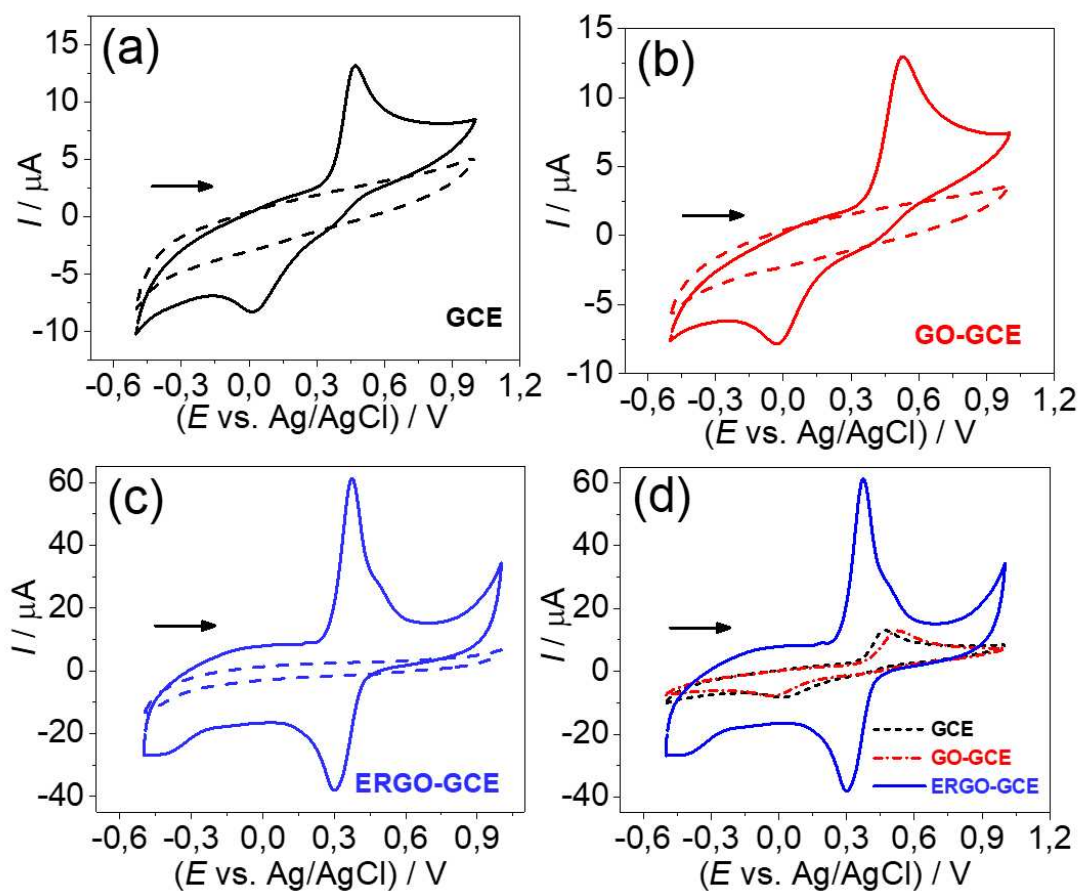 (a)
15
10
5
0
-5
-10
I / μA
GCE
-0,6 -0,3 0,0 0,3 0,6 0,9 1,2
(E vs. Ag/AgCl) / V
(b)
15
10
5
0
-5
-10
I / μA
GO-GCE
-0,6 -0,3 0,0 0,3 0,6 0,9 1,2
(E vs. Ag/AgCl) / V
(c)
60
40
20
0
-20
-40
I / μA
ERGO-GCE
-0,6 -0,3 0,0 0,3 0,6 0,9
(E vs. Ag/AgCl) / V
(d)
60
40
20
0
-20
-40
I / μA
GCE
GO-GCE
ERGO-GCE
-0,6 -0,3 0,0 0,3 0,6 0,9 1,2
(E vs. Ag/AgCl) / V